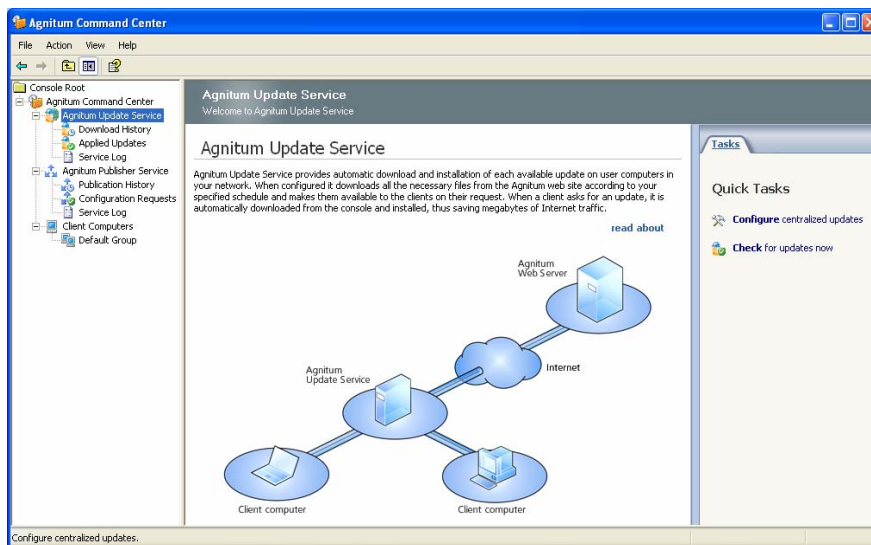 Agnitum Command Center
File Action View Help
Console Root
Agnitum Command Center
Agnitum Update Service
Download History
Applied Updates
Service Log
Agnitum Publisher Service
Publication History
Configuration Requests
Service Log
Client Computers
Default Group
Agnitum Update Service
Welcome to Agnitum Update Service
Agnitum Update Service
Agnitum Update Service provides automatic download and installation of each available update on user computers in
your network. When configured it downloads all the necessary files from the Agnitum web site according to your
specified schedule and makes them available to the clients on their request. When a client asks for an update, it is
automatically downloaded from the console and installed, thus saving megabytes of Internet traffic.
read about
Agnitum
Web Server
Internet
Agnitum
Update Service
Client computer
Client computer
Tasks
Quick Tasks
Configure centralized updates
Check for updates now
Configure centralized updates.